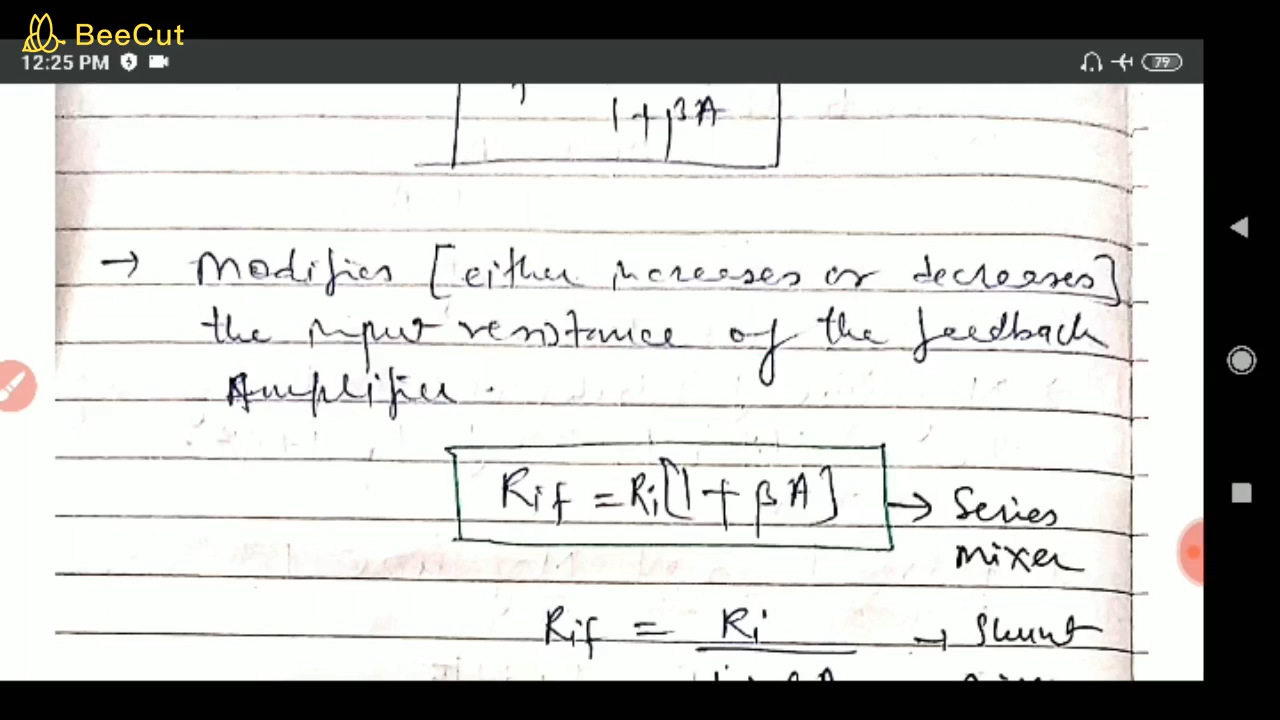 BeeCut
12:25 PM
79
1 + βA
→ Modifies [either increases or decreases]
the input resistance of the feedback
Amplifier.
Rif = Ri[1 + βA] → Series
mixer
Rif = Ri → Shunt